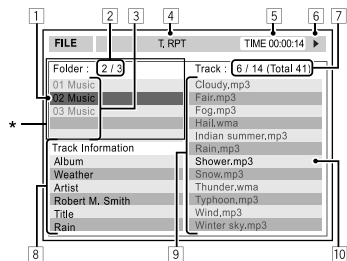 1 2 3 4 5 6 7
FILE T. RPT TIME 00:00:14
Folder : 2 / 3 Track : 6 / 14 (Total 41)
01 Music
02 Music
03 Music
*
Cloudy.mp3
Fair.mp3
Fog.mp3
Hail.wma
Indian summer.mp3
Rain.mp3
Shower.mp3
Snow.mp3
Thunder.wma
Typhoon.mp3
Wind.mp3
Winter sky.mp3
Track Information
Album
Weather
Artist
Robert M. Smith
Title
Rain
8 9 10